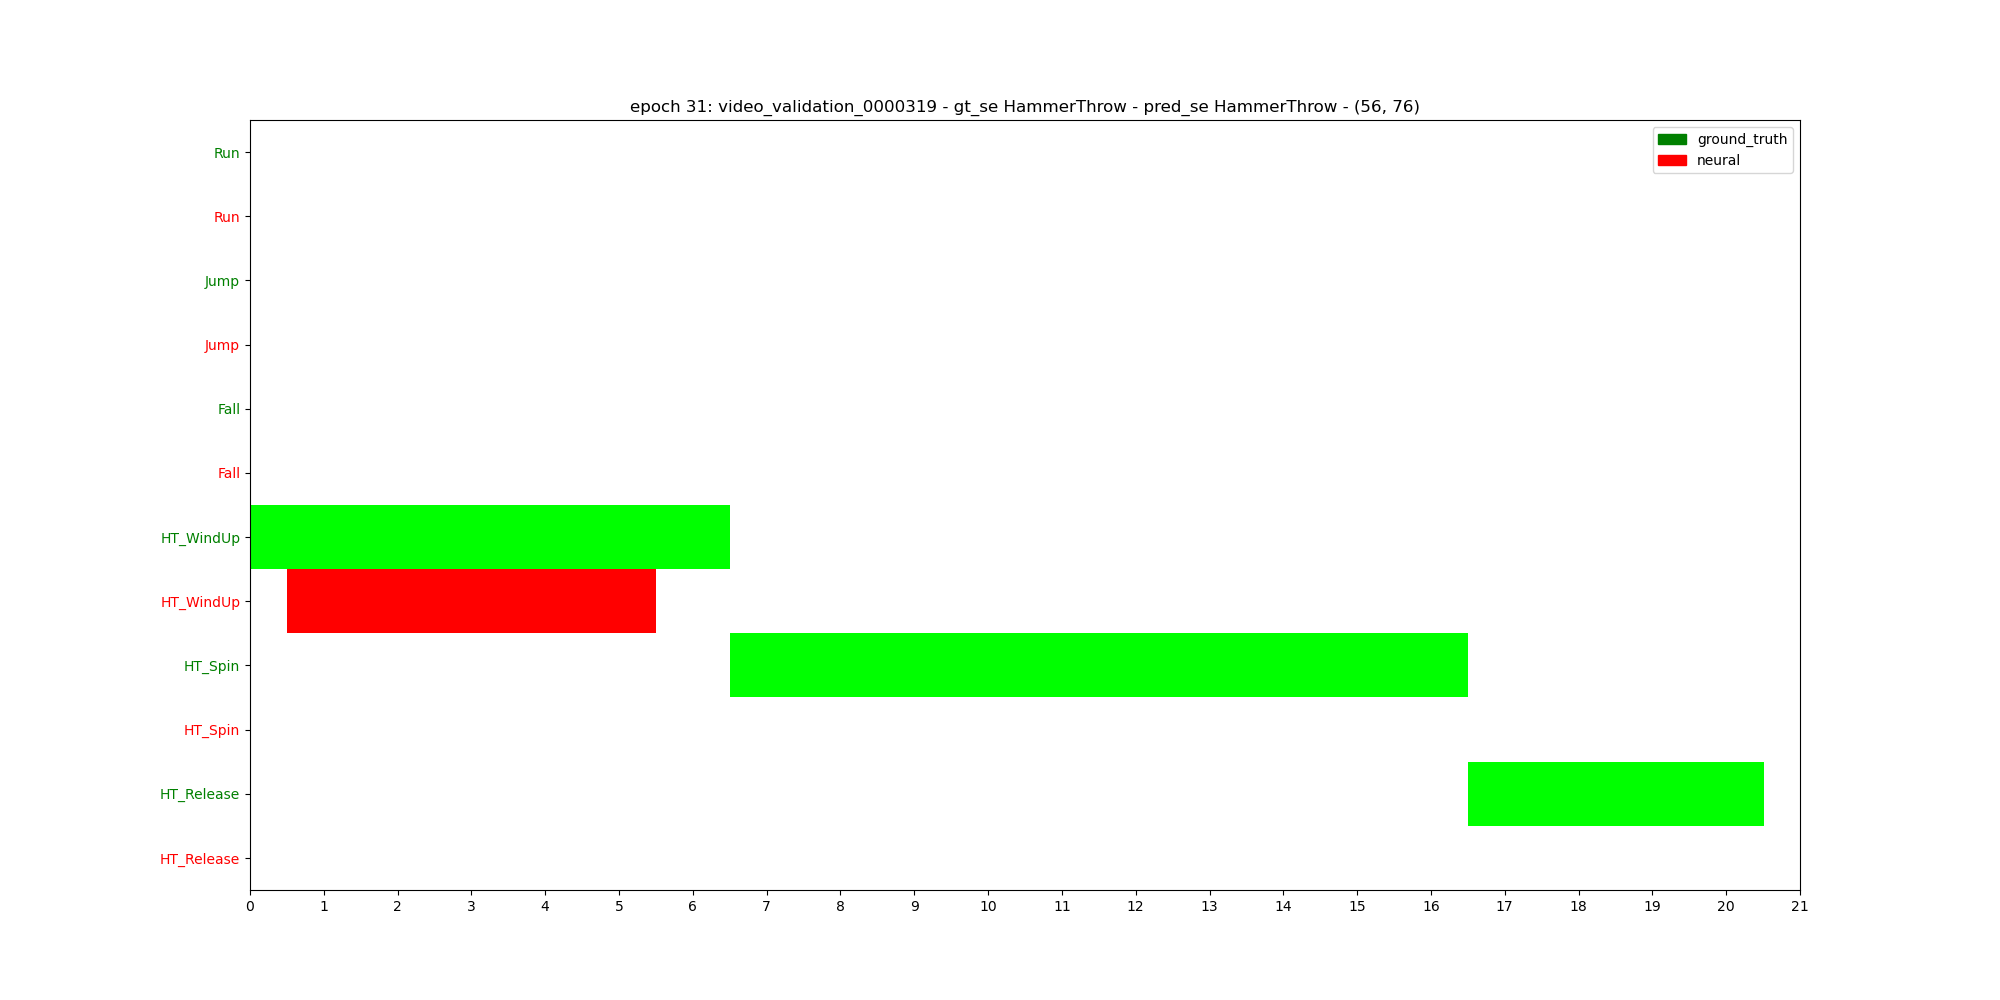 epoch 31: video_validation_0000319 - gt_se HammerThrow - pred_se HammerThrow - (56, 76)
ground_truth
neural
Run
Run
Jump
Jump
Fall
Fall
HT_WindUp
HT_WindUp
HT_Spin
HT_Spin
HT_Release
HT_Release
0 1 2 3 4 5 6 7 8 9 10 11 12 13 14 15 16 17 18 19 20 21